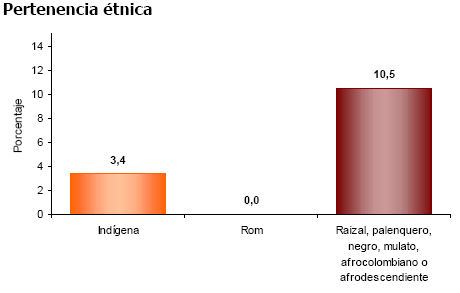 Pertenencia étnica
14
12
10
8
6
4
2
0
Porcentaje
3,4
0,0
10,5
Indígena
Rom
Raizal, palenquero,
negro, mulato,
afrocolombiano o
afrodescendiente